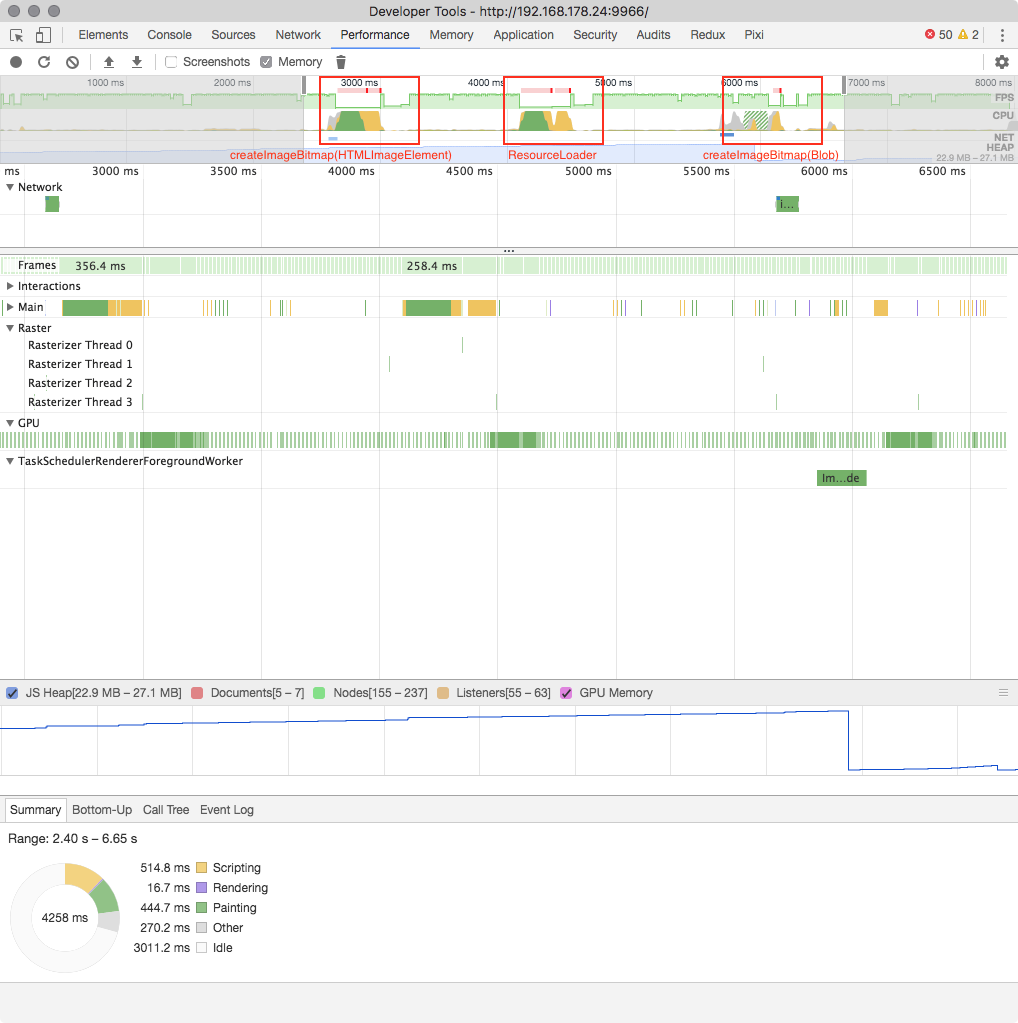 Developer Tools - http://192.168.178.24:9966/
Elements Console Sources Network Performance Memory Application Security Audits Redux Pixi 50 2
Screenshots Memory
1000 ms 2000 ms 3000 ms 4000 ms 5000 ms 6000 ms 7000 ms 8000 ms
FPS
CPU
NET
HEAP
22.9 MB – 27.1 MB
createImageBitmap(HTMLImageElement) ResourceLoader createImageBitmap(Blob)
ms 3000 ms 3500 ms 4000 ms 4500 ms 5000 ms 5500 ms 6000 ms 6500 ms
Network
i…
Frames 356.4 ms 258.4 ms
Interactions
Main
Raster
Rasterizer Thread 0
Rasterizer Thread 1
Rasterizer Thread 2
Rasterizer Thread 3
GPU
TaskSchedulerRendererForegroundWorker
Im…de
JS Heap[22.9 MB – 27.1 MB] Documents[5 – 7] Nodes[155 – 237] Listeners[55 – 63] GPU Memory
Summary Bottom-Up Call Tree Event Log
Range: 2.40 s – 6.65 s
514.8 ms Scripting
16.7 ms Rendering
4258 ms
444.7 ms Painting
270.2 ms Other
3011.2 ms Idle